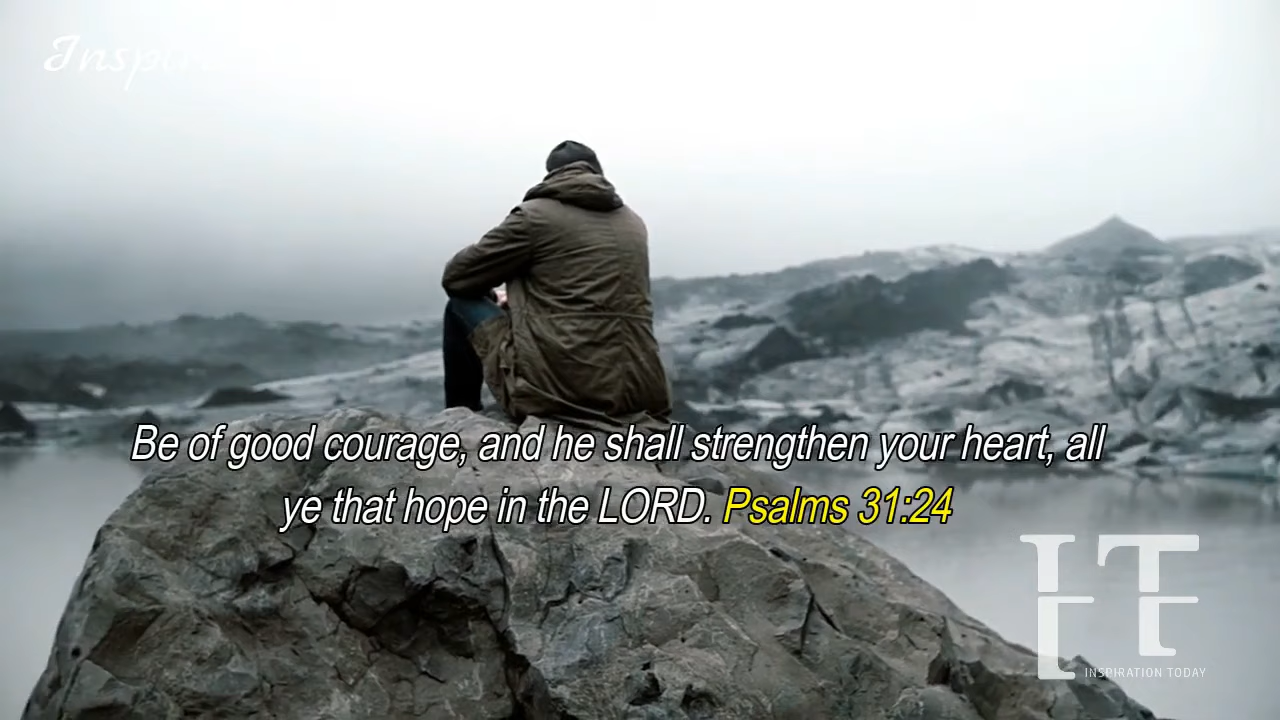 Be of good courage, and he shall strengthen your heart, all
ye that hope in the LORD. Psalms 31:24
INSPIRATION TODAY